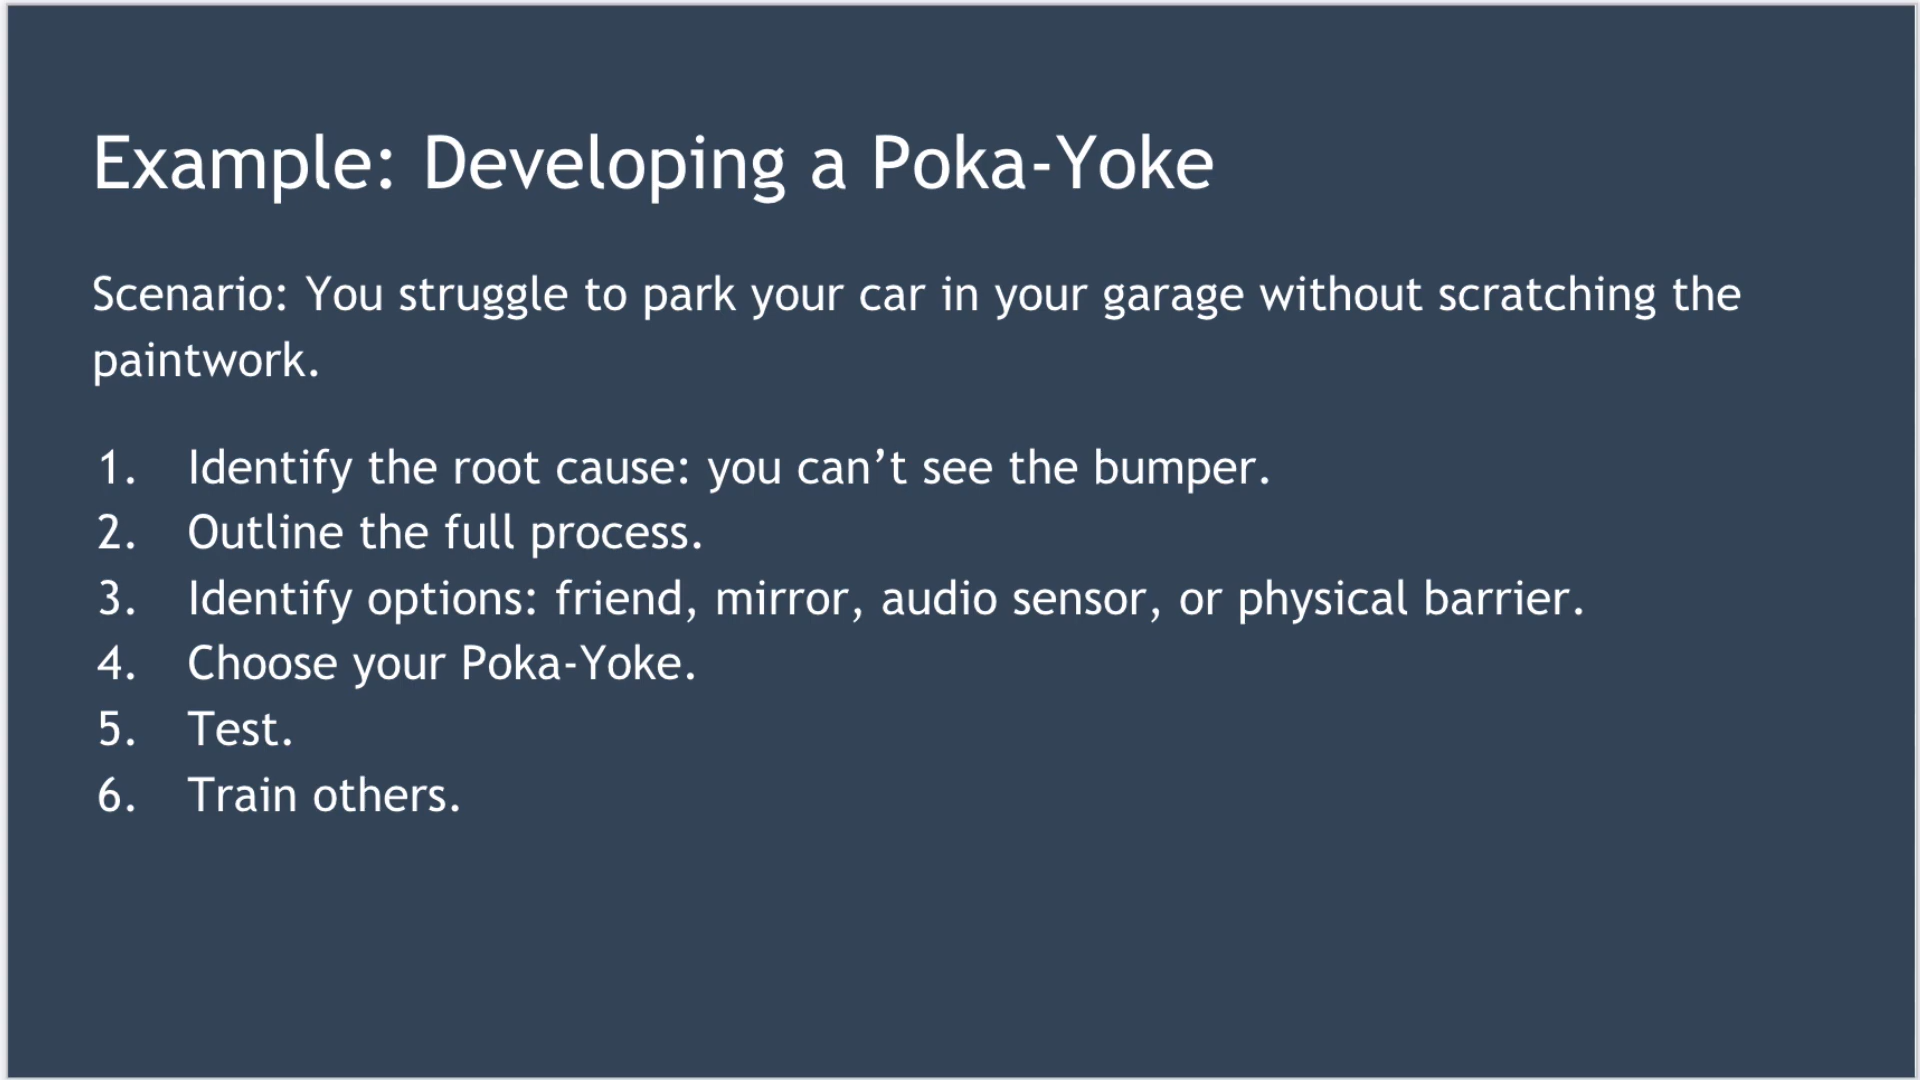 Example: Developing a Poka-Yoke
Scenario: You struggle to park your car in your garage without scratching the
paintwork.
1. Identify the root cause: you can’t see the bumper.
2. Outline the full process.
3. Identify options: friend, mirror, audio sensor, or physical barrier.
4. Choose your Poka-Yoke.
5. Test.
6. Train others.